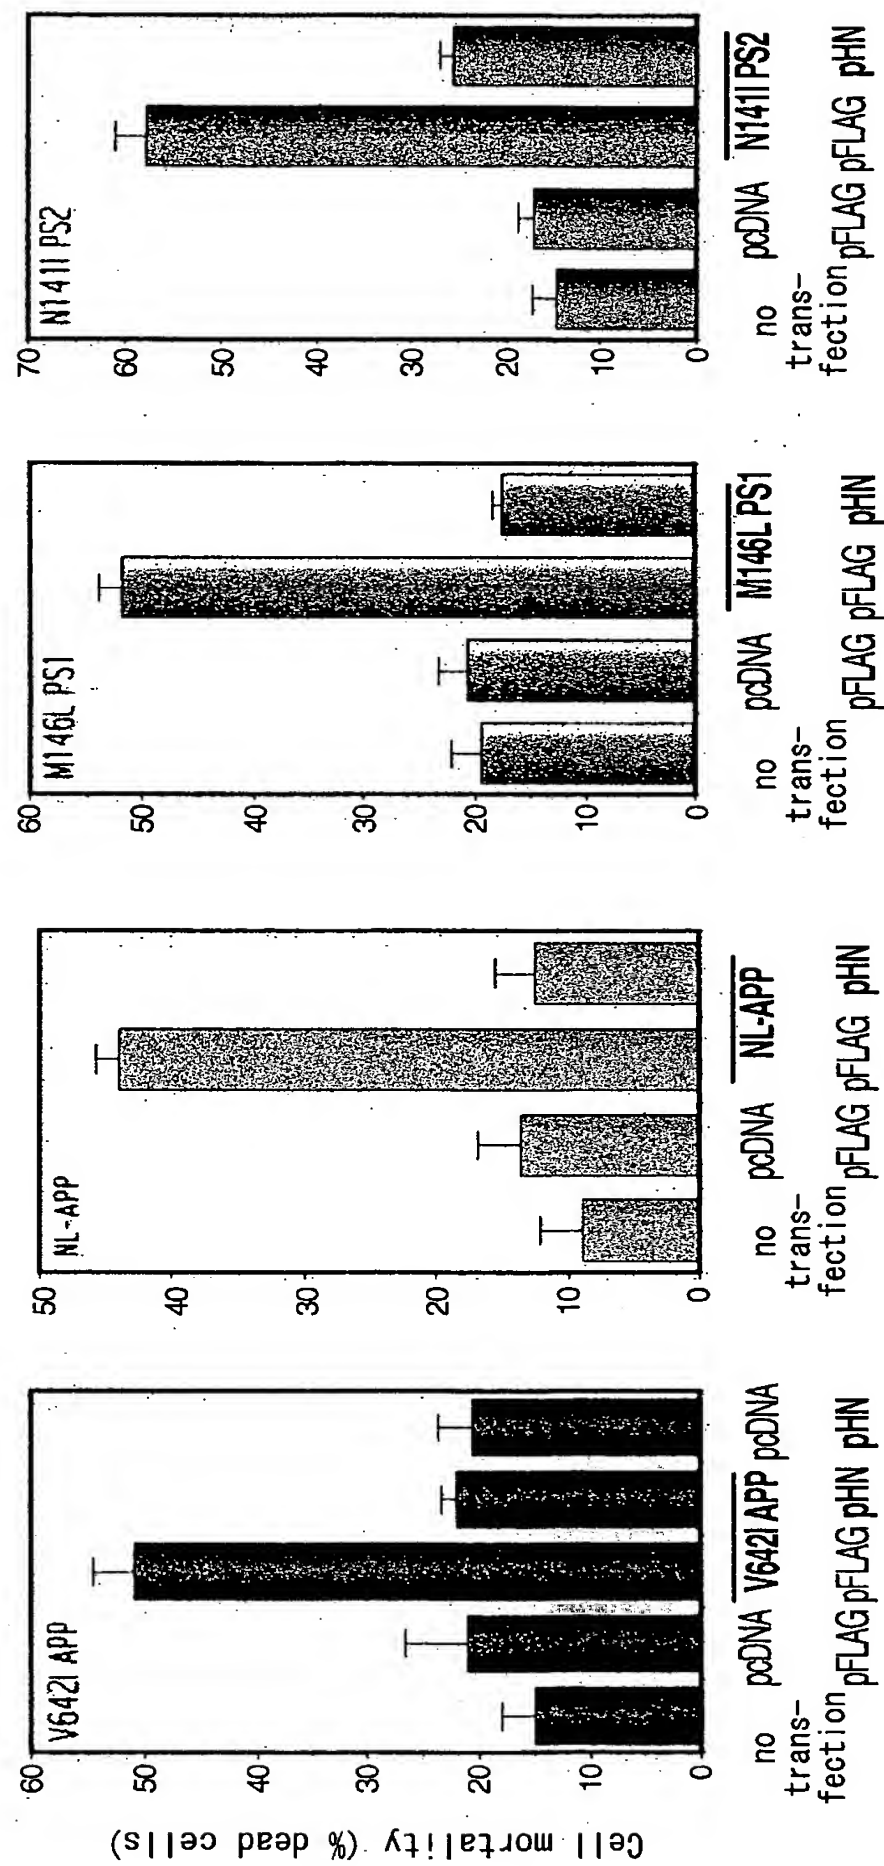 Cell mortality (% dead cells)
V642I APP
60
50
40
30
20
10
0
no trans- fection
pcDNA V642I APP pcDNA
pFLAG pFLAG pHN pHN
NL-APP
50
40
30
20
10
0
no trans- fection
pcDNA NL-APP
pFLAG pFLAG pHN
M146L PS1
60
50
40
30
20
10
0
no trans- fection
pcDNA M146L PS1
pFLAG pFLAG pHN
N141I PS2
70
60
50
40
30
20
10
0
no trans- fection
pcDNA N141I PS2
pFLAG pFLAG pHN